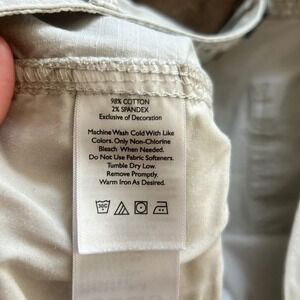 98% COTTON
2% SPANDEX
Exclusive of Decoration
Machine Wash Cold With Like
Colors. Only Non-Chlorine
Bleach When Needed.
Do Not Use Fabric Softeners.
Tumble Dry Low.
Remove Promptly.
Warm Iron As Desired.
30C